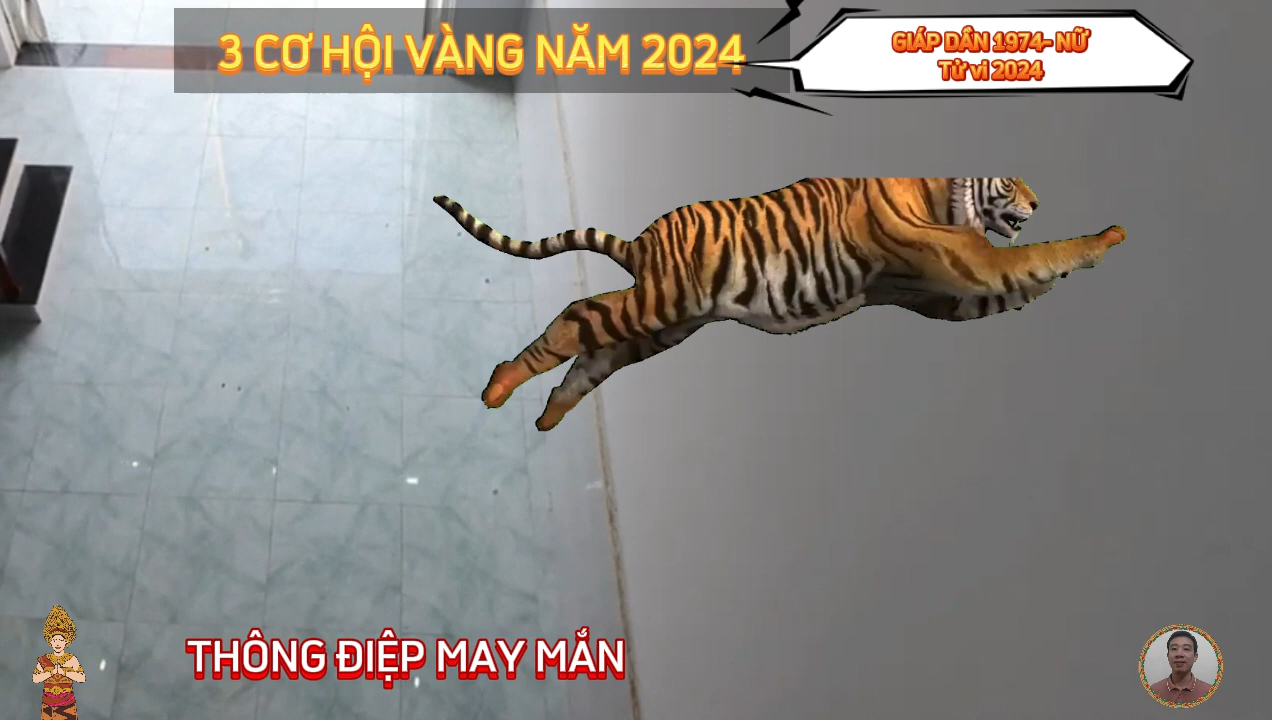 3 CƠ HỘI VÀNG NĂM 2024
GIÁP DẦN 1974- NỮ
Tử vi 2024
THÔNG ĐIỆP MAY MẮN